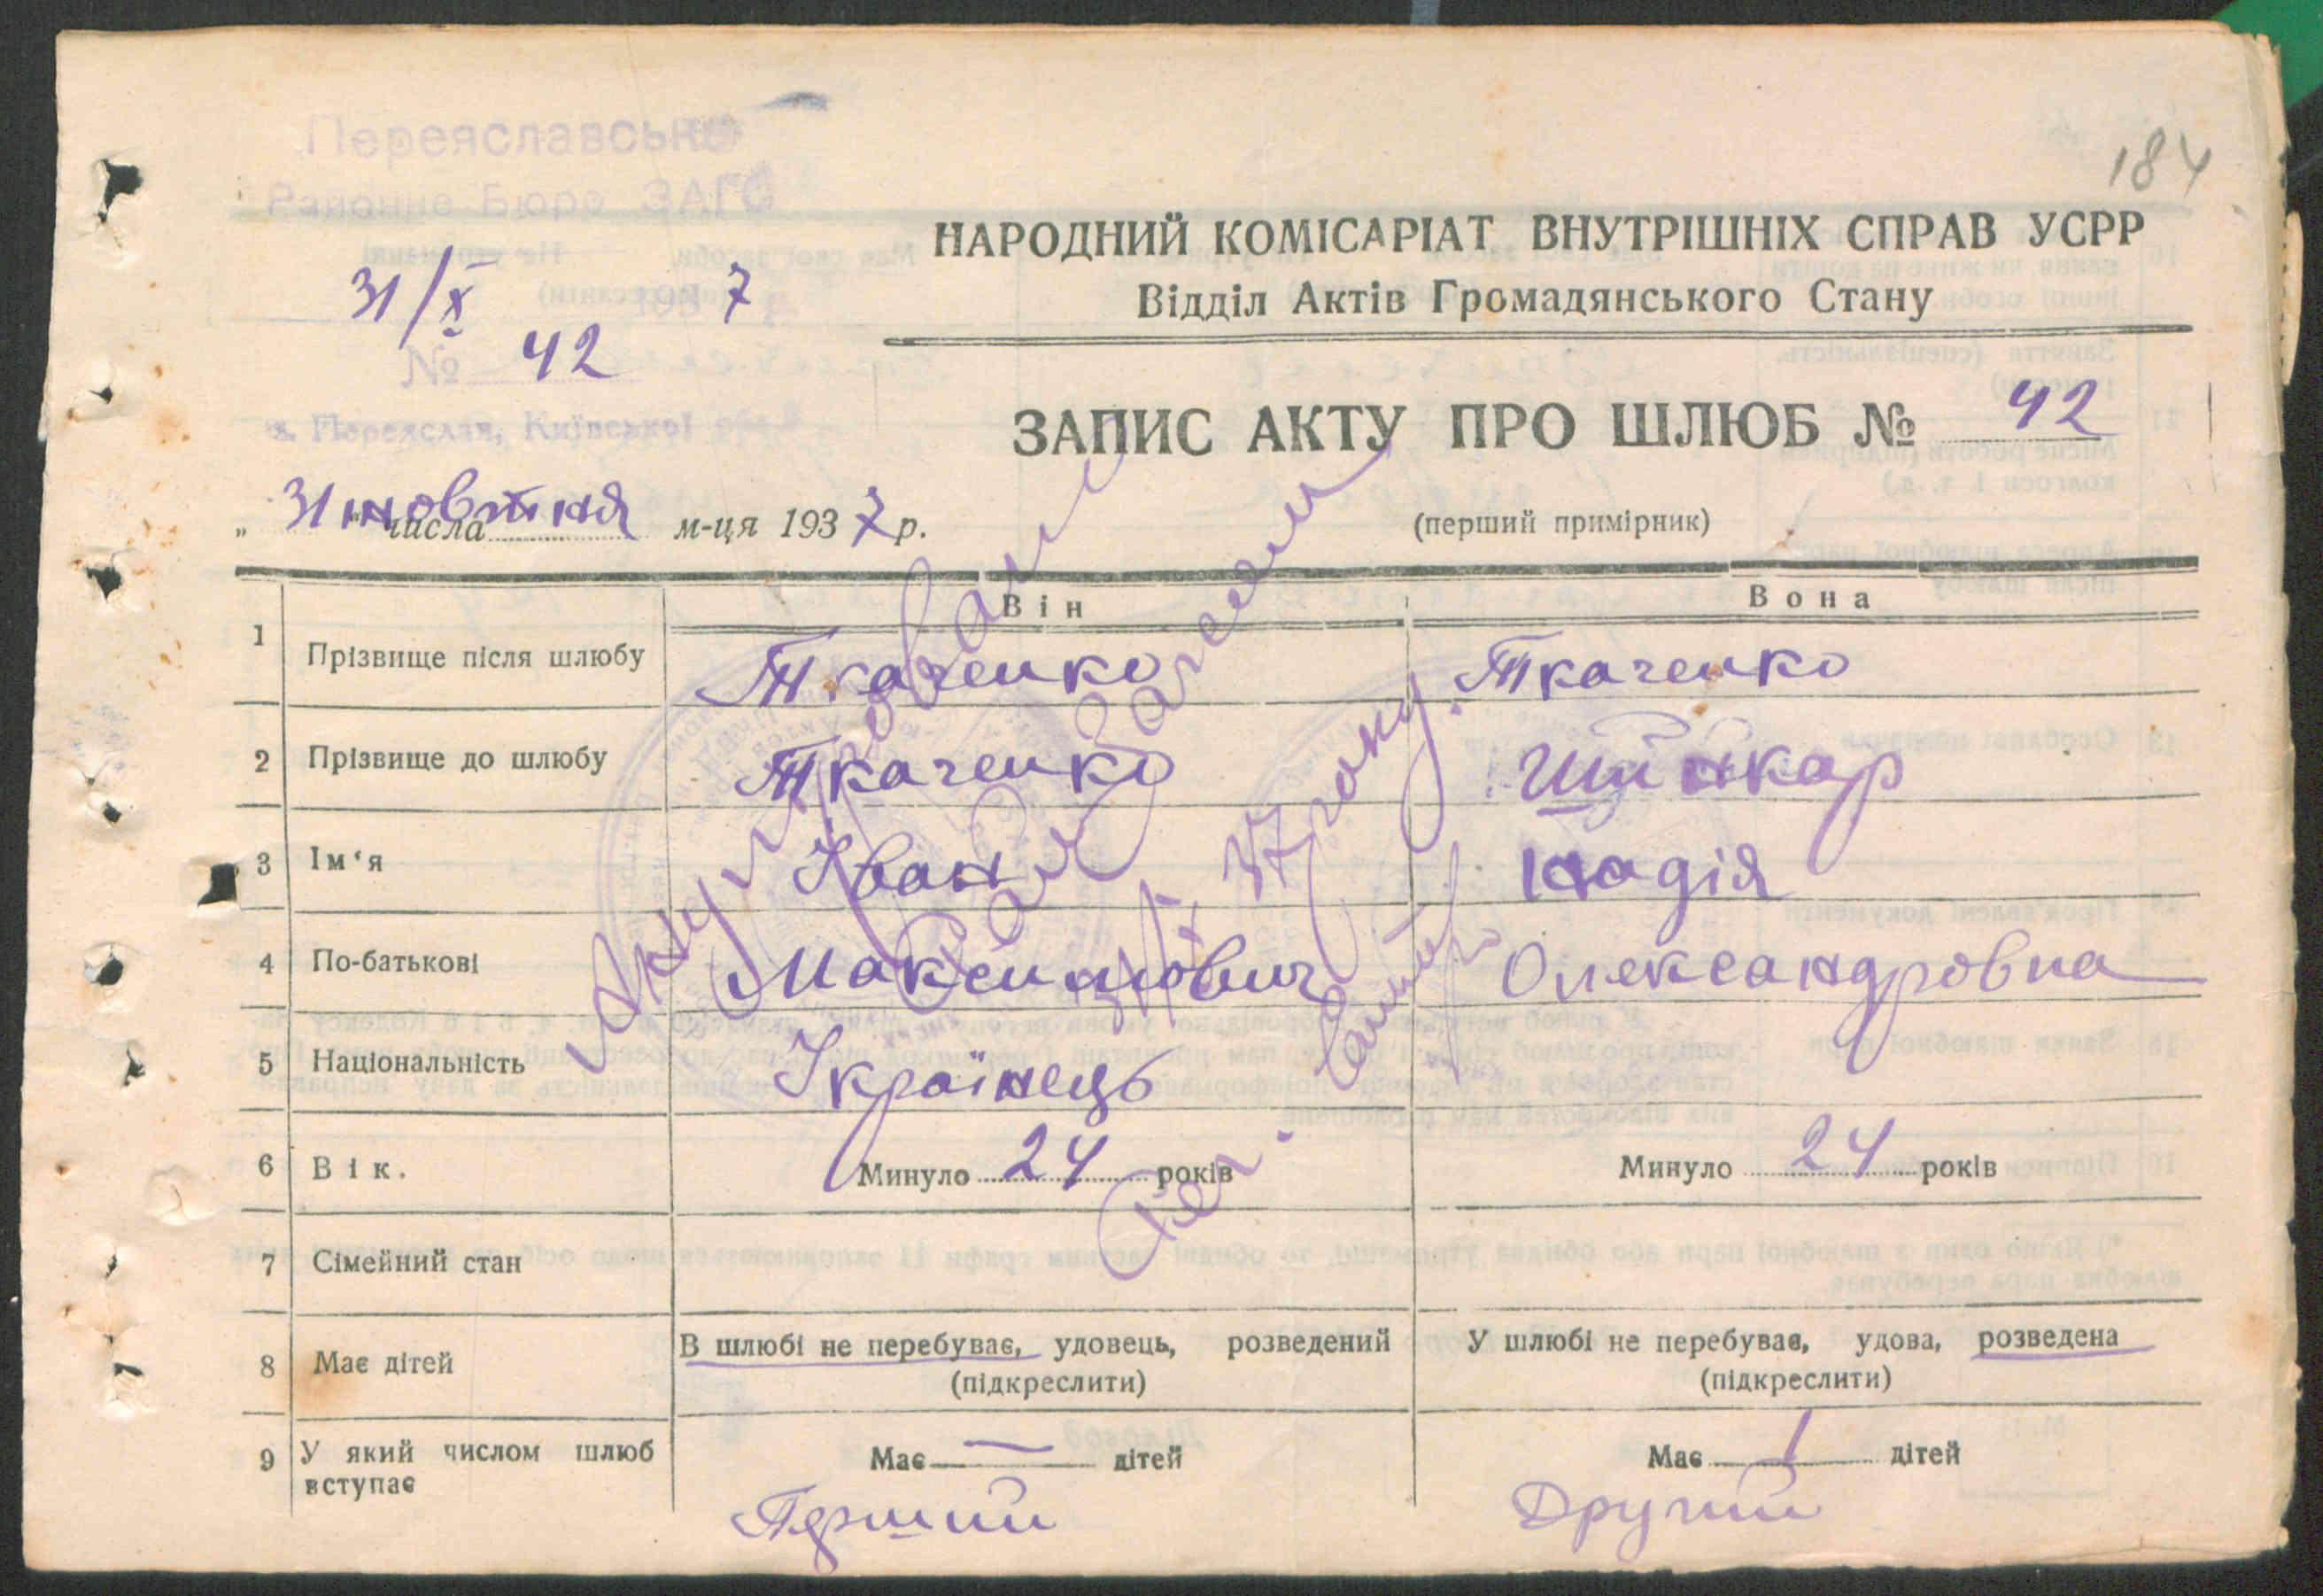 184
Переяславське
Районне Бюро ЗАГС
31/X 7
№ 42
м. Переяслав, Київської обл.
НАРОДНИЙ КОМІСАРІАТ ВНУТРІШНІХ СПРАВ УСРР
Відділ Актів Громадянського Стану
ЗАПИС АКТУ ПРО ШЛЮБ № 42
„ 31 " числа жовтня м-ця 1937 р.
(перший примірник)
Він Вона
1 Прізвище після шлюбу Ткаченко Ткаченко
2 Прізвище до шлюбу Ткаченко
3 Ім‘я Іван Надія
4 По-батькові Максимович Олександровна
5 Національність Українець
6 Вік. Минуло 24 років Минуло 24 років
7 Сімейний стан
8 Має дітей В шлюбі не перебуває, удовець, розведений У шлюбі не перебуває, удова, розведена
(підкреслити) (підкреслити)
9 У який числом шлюб вступає Має — дітей Має 1 дітей
Перший Другий
37 року.